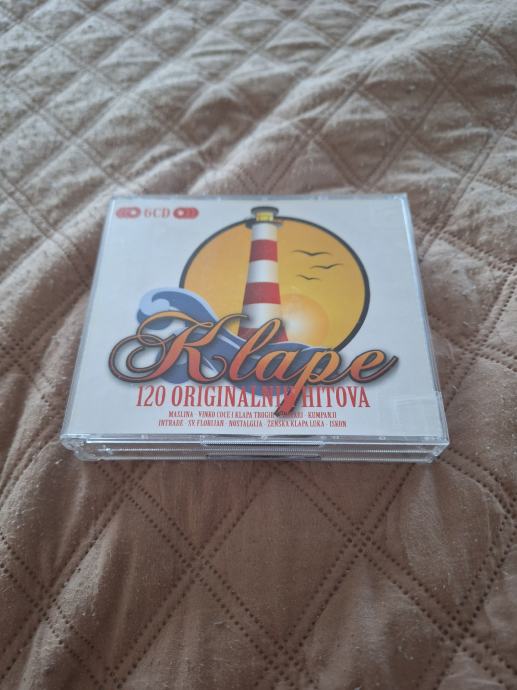 6CD
Klape
120 ORIGINALNIH HITOVA
MASLINA · VINKO COCE I KLAPA TROGIR · · KUMPANJI
INTRADE · SV. FLORIJAN · NOSTALGIJA · ŽENSKA KLAPA LUKA · ISKON